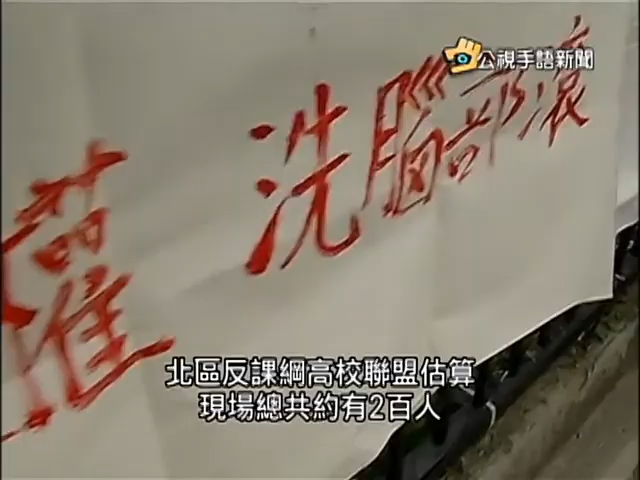 公視手語新聞
洗腦部滾
北區反課綱高校聯盟估算
現場總共約有2百人